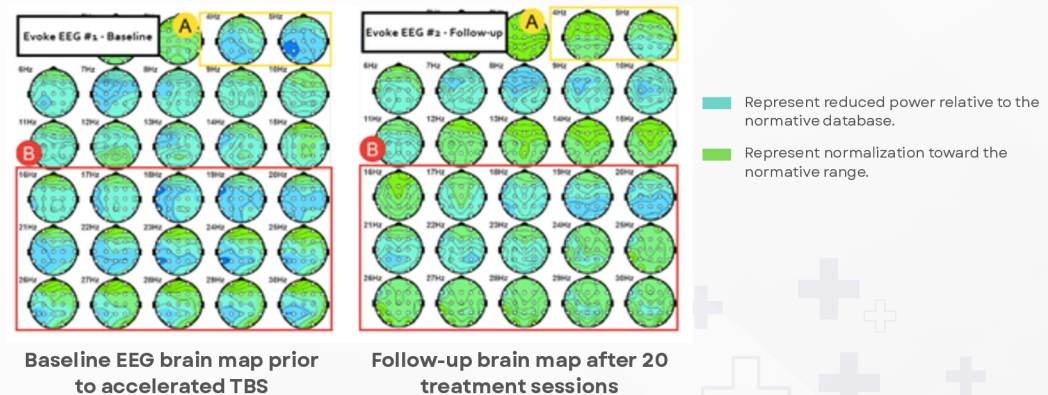 A
4Hz 5Hz
Evoke EEG #1 - Baseline
6Hz 7Hz 8Hz 9Hz 10Hz
11Hz 12Hz 13Hz 14Hz 15Hz
B
16Hz 17Hz 18Hz 19Hz 20Hz
21Hz 22Hz 23Hz 24Hz 25Hz
26Hz 27Hz 28Hz 29Hz 30Hz
Baseline EEG brain map prior
to accelerated TBS
A
4Hz 5Hz
Evoke EEG #2 - Follow-up
6Hz 7Hz 8Hz 9Hz 10Hz
11Hz 12Hz 13Hz 14Hz 15Hz
B
16Hz 17Hz 18Hz 19Hz 20Hz
21Hz 22Hz 23Hz 24Hz 25Hz
26Hz 27Hz 28Hz 29Hz 30Hz
Follow-up brain map after 20
treatment sessions
Represent reduced power relative to the
normative database.
Represent normalization toward the
normative range.